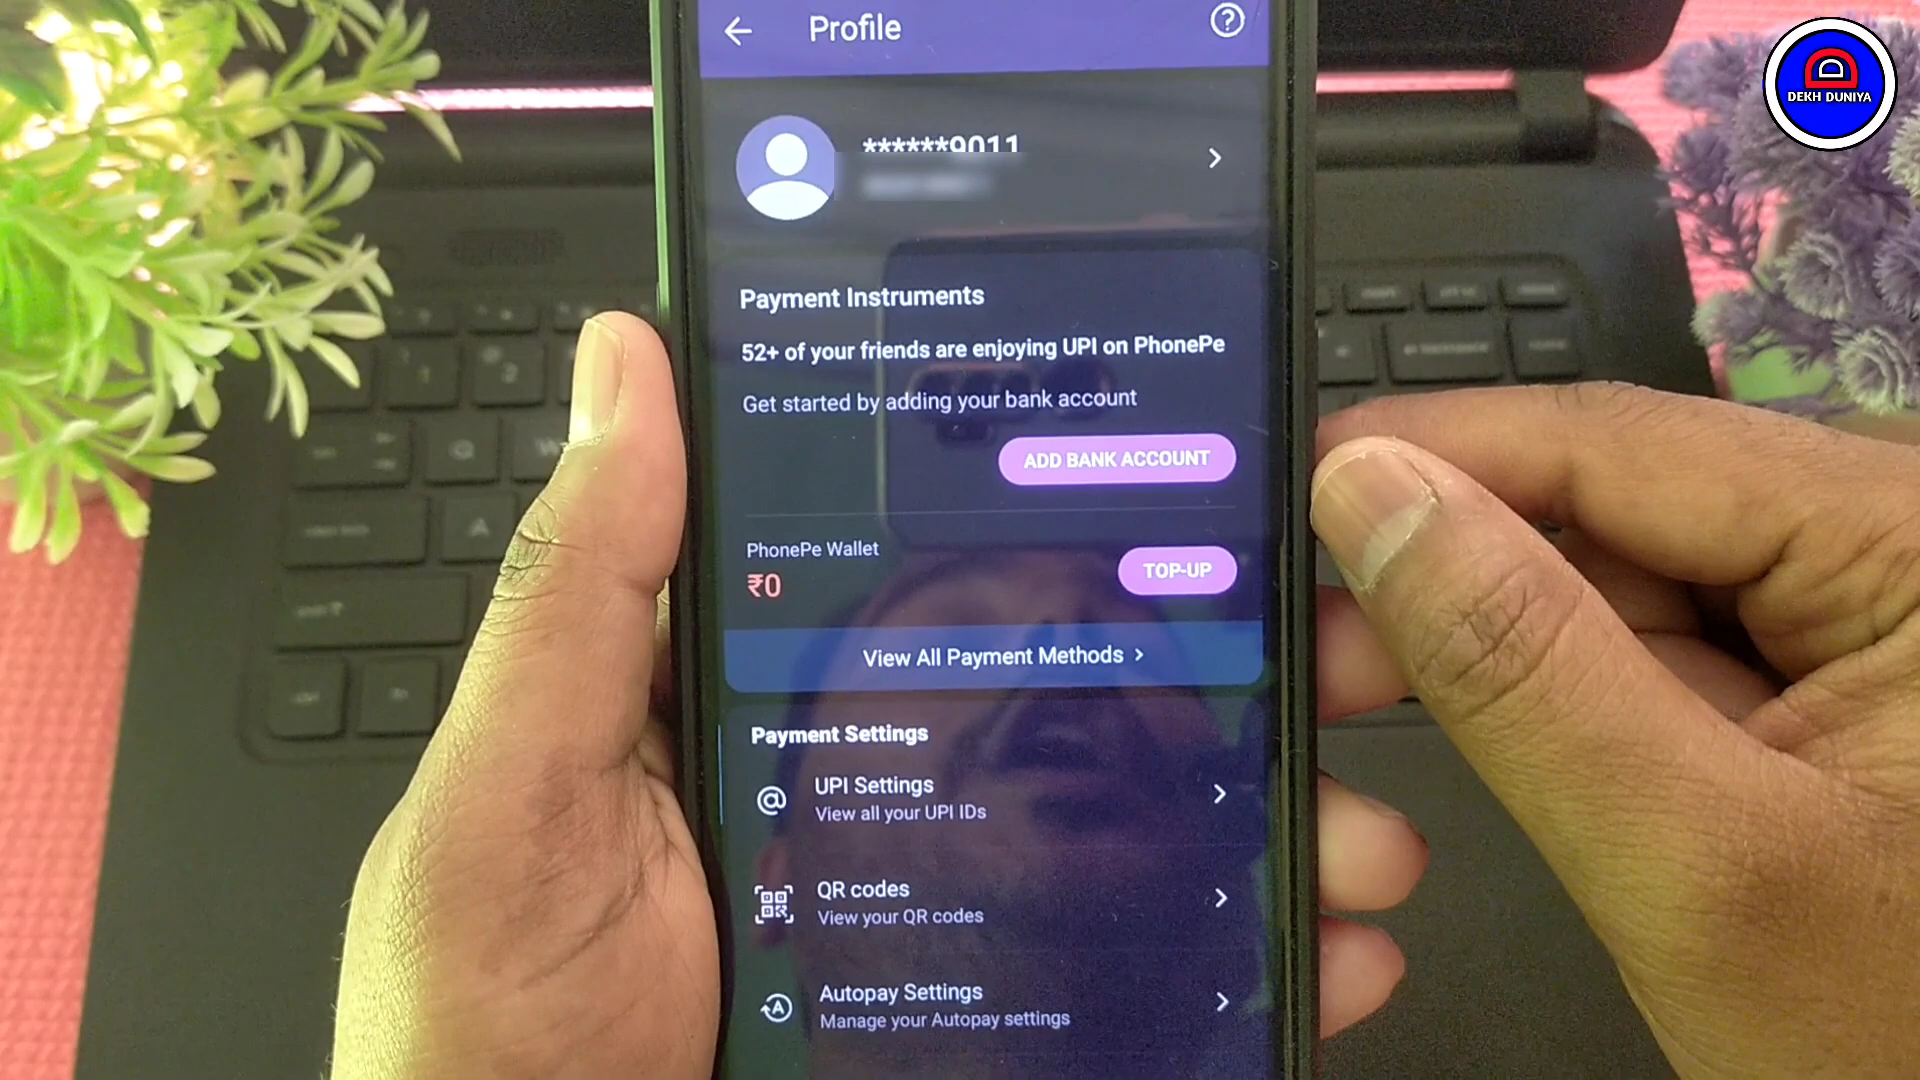 Profile
DEKH DUNIYA
******9011
Payment Instruments
52+ of your friends are enjoying UPI on PhonePe
Get started by adding your bank account
ADD BANK ACCOUNT
PhonePe Wallet
₹0
TOP-UP
View All Payment Methods >
Payment Settings
UPI Settings
View all your UPI IDs
QR codes
View your QR codes
Autopay Settings
Manage your Autopay settings